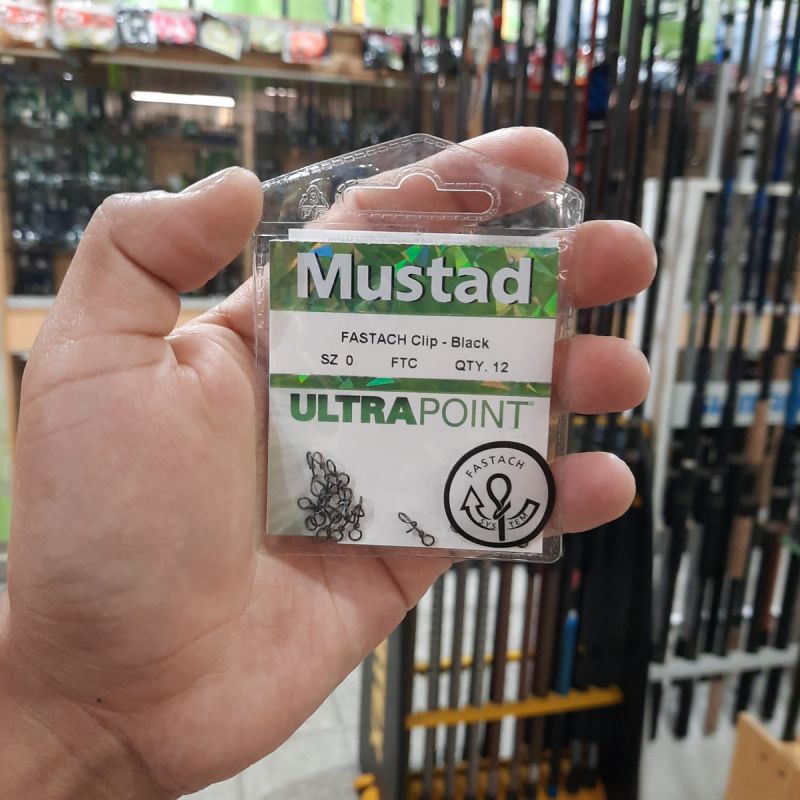 Mustad
FASTACH Clip - Black
SZ 0 FTC QTY. 12
ULTRAPOINT
FASTACH
SYSTEM